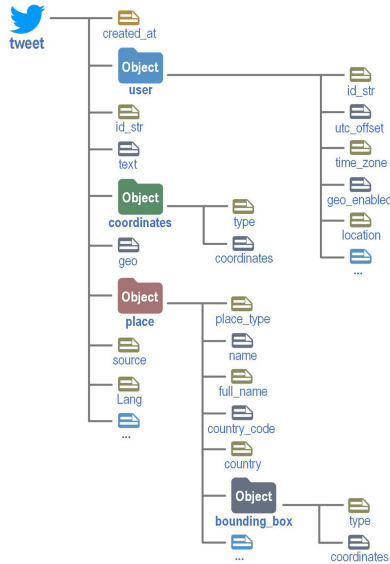 tweet
created_at
Object
user
id_str
utc_offset
time_zone
geo_enabled
location
...
id_str
text
Object
coordinates
type
coordinates
geo
Object
place
place_type
name
full_name
country_code
country
Object
bounding_box
type
coordinates
...
source
Lang
...